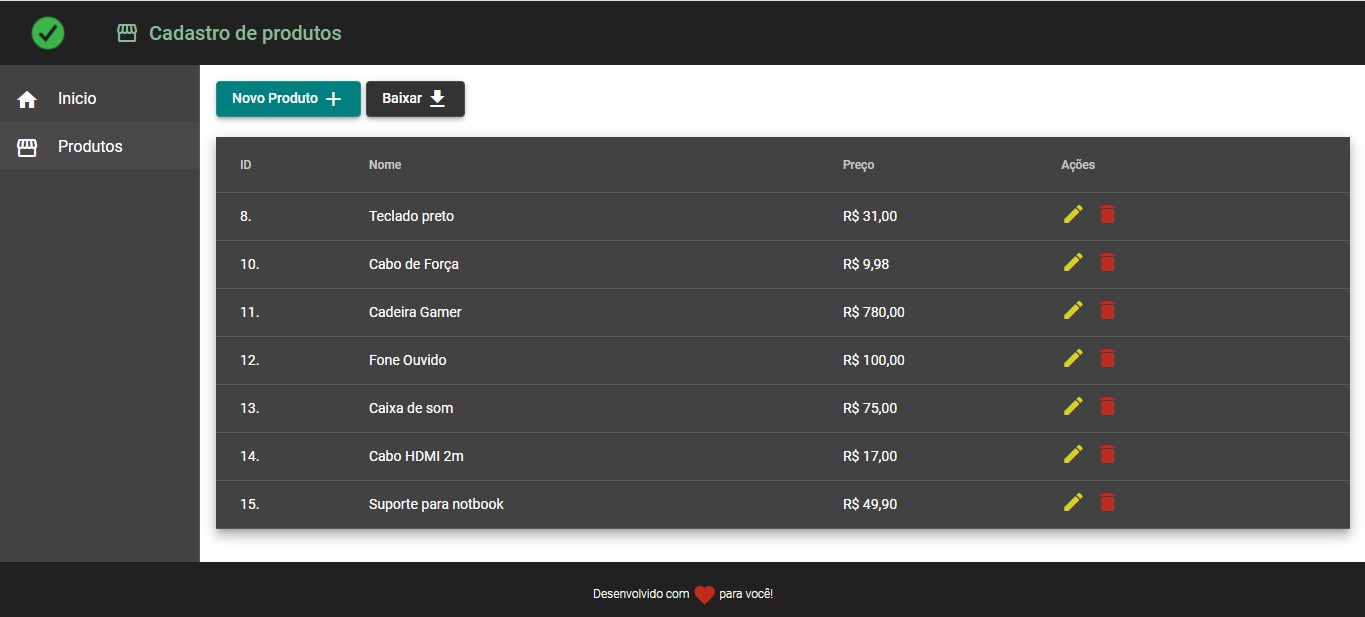 Cadastro de produtos
Inicio
Produtos
Novo Produto
Baixar
ID Nome Preço Ações
8. Teclado preto R$ 31,00
10. Cabo de Força R$ 9,98
11. Cadeira Gamer R$ 780,00
12. Fone Ouvido R$ 100,00
13. Caixa de som R$ 75,00
14. Cabo HDMI 2m R$ 17,00
15. Suporte para notbook R$ 49,90
Desenvolvido com para você!